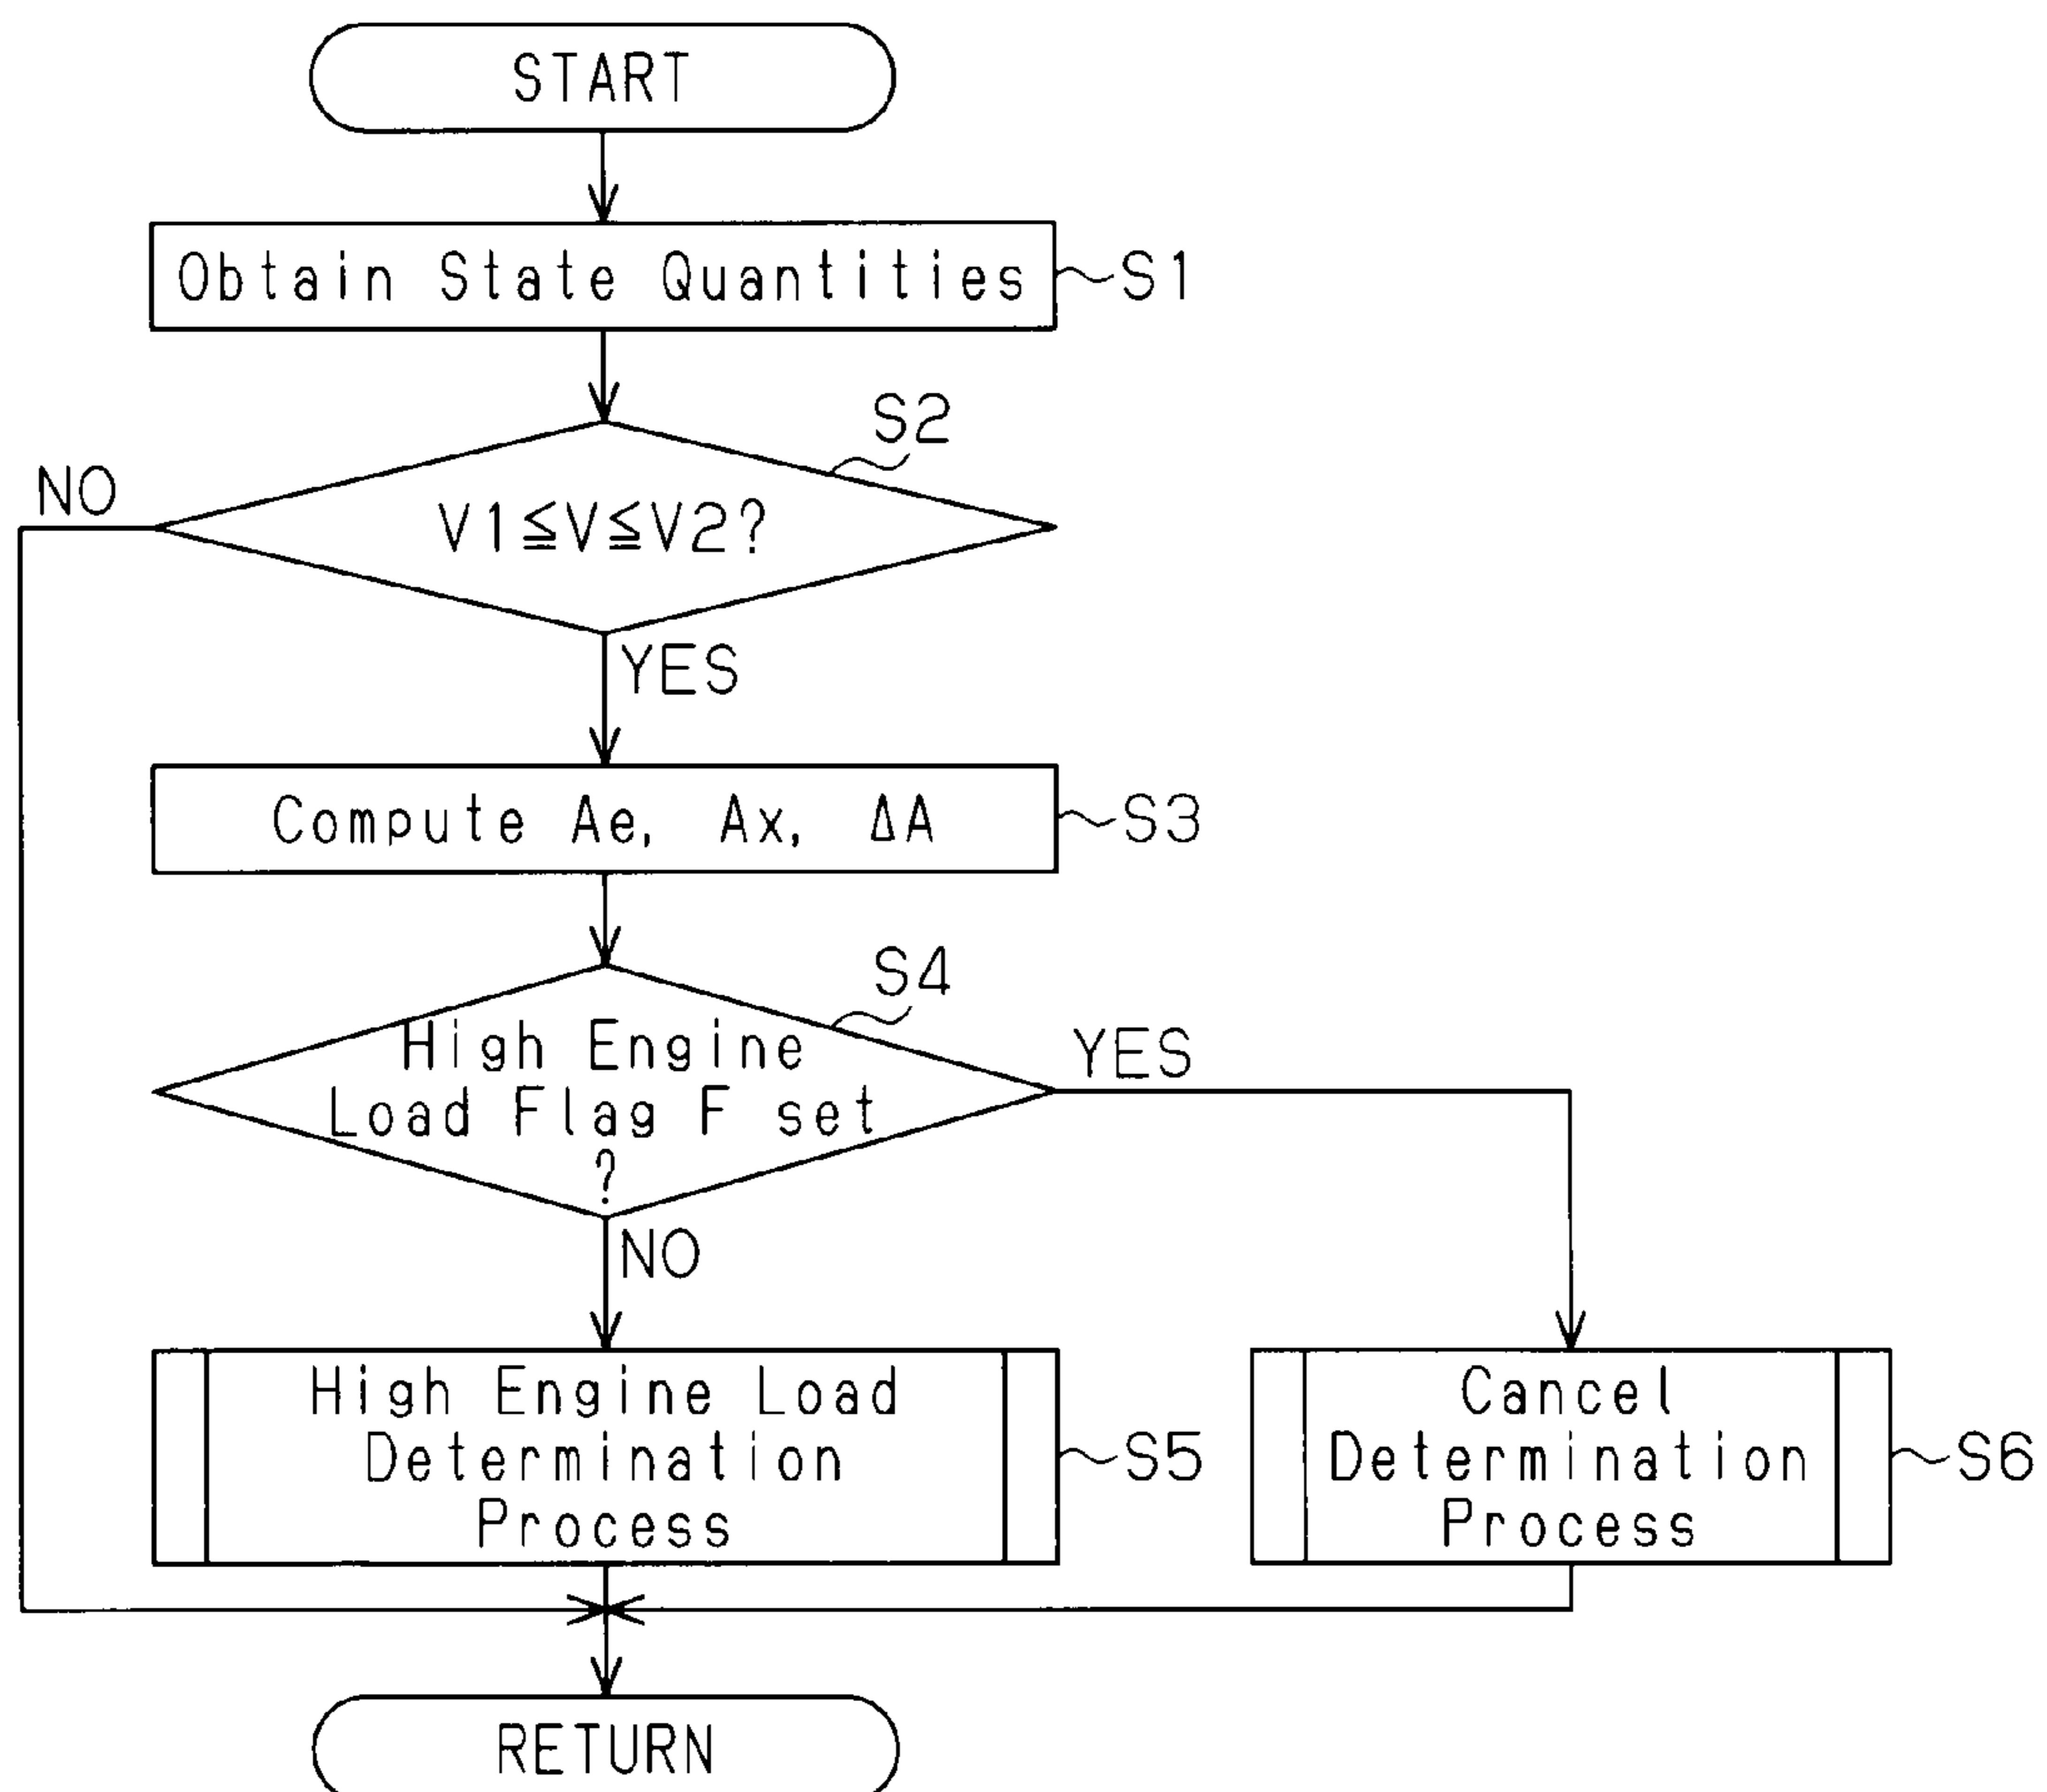 START
Obtain State Quantities
S1
S2
NO
V1≦V≦V2?
YES
Compute Ae, Ax, ΔA
S3
S4
High Engine
Load Flag F set
?
YES
NO
High Engine Load
Determination
Process
S5
Cancel
Determination
Process
S6
RETURN